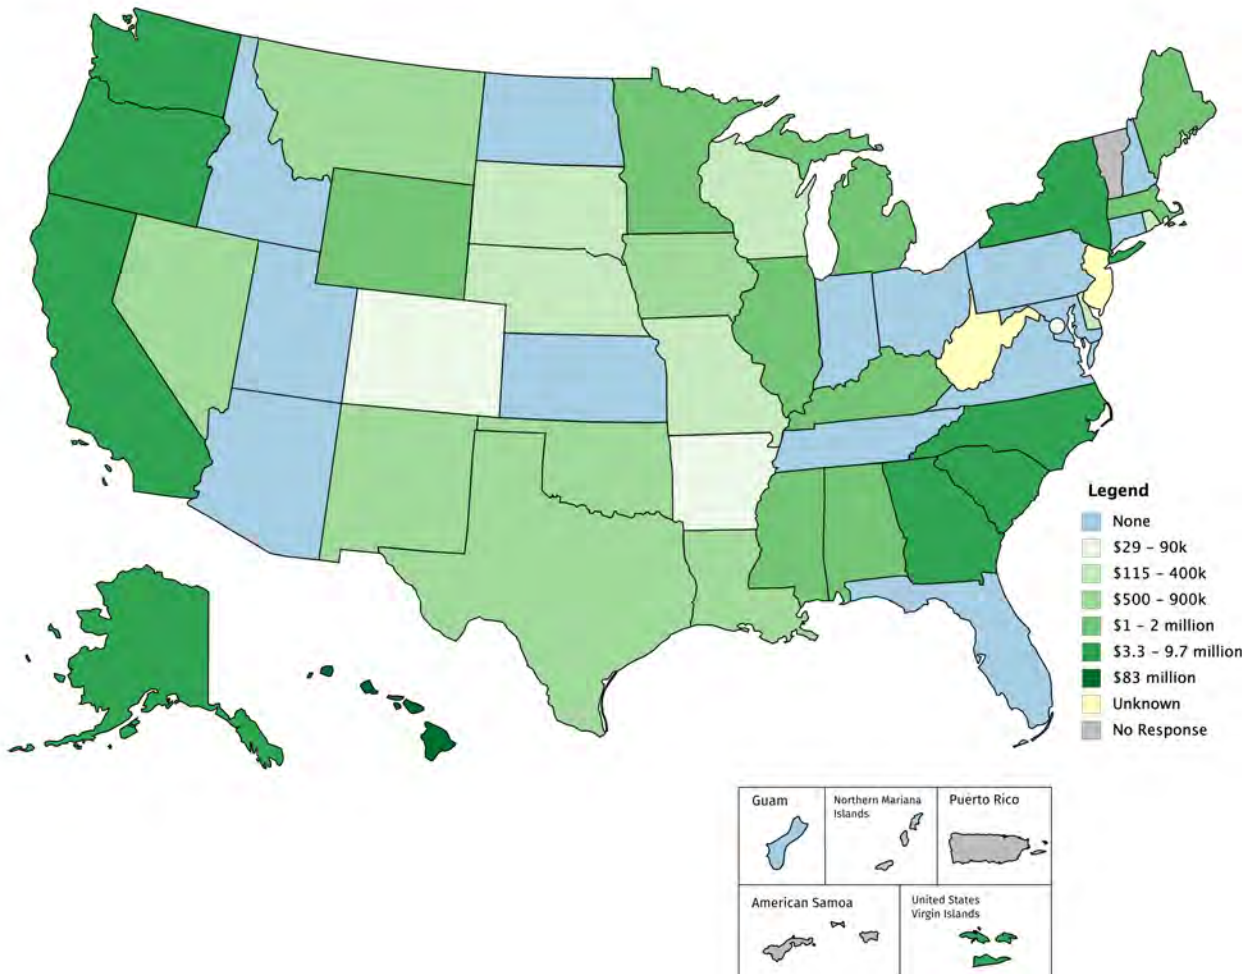 Legend
None
$29 – 90k
$115 – 400k
$500 – 900k
$1 – 2 million
$3.3 – 9.7 million
$83 million
Unknown
No Response
Guam
Northern Mariana
Islands
Puerto Rico
American Samoa
United States
Virgin Islands